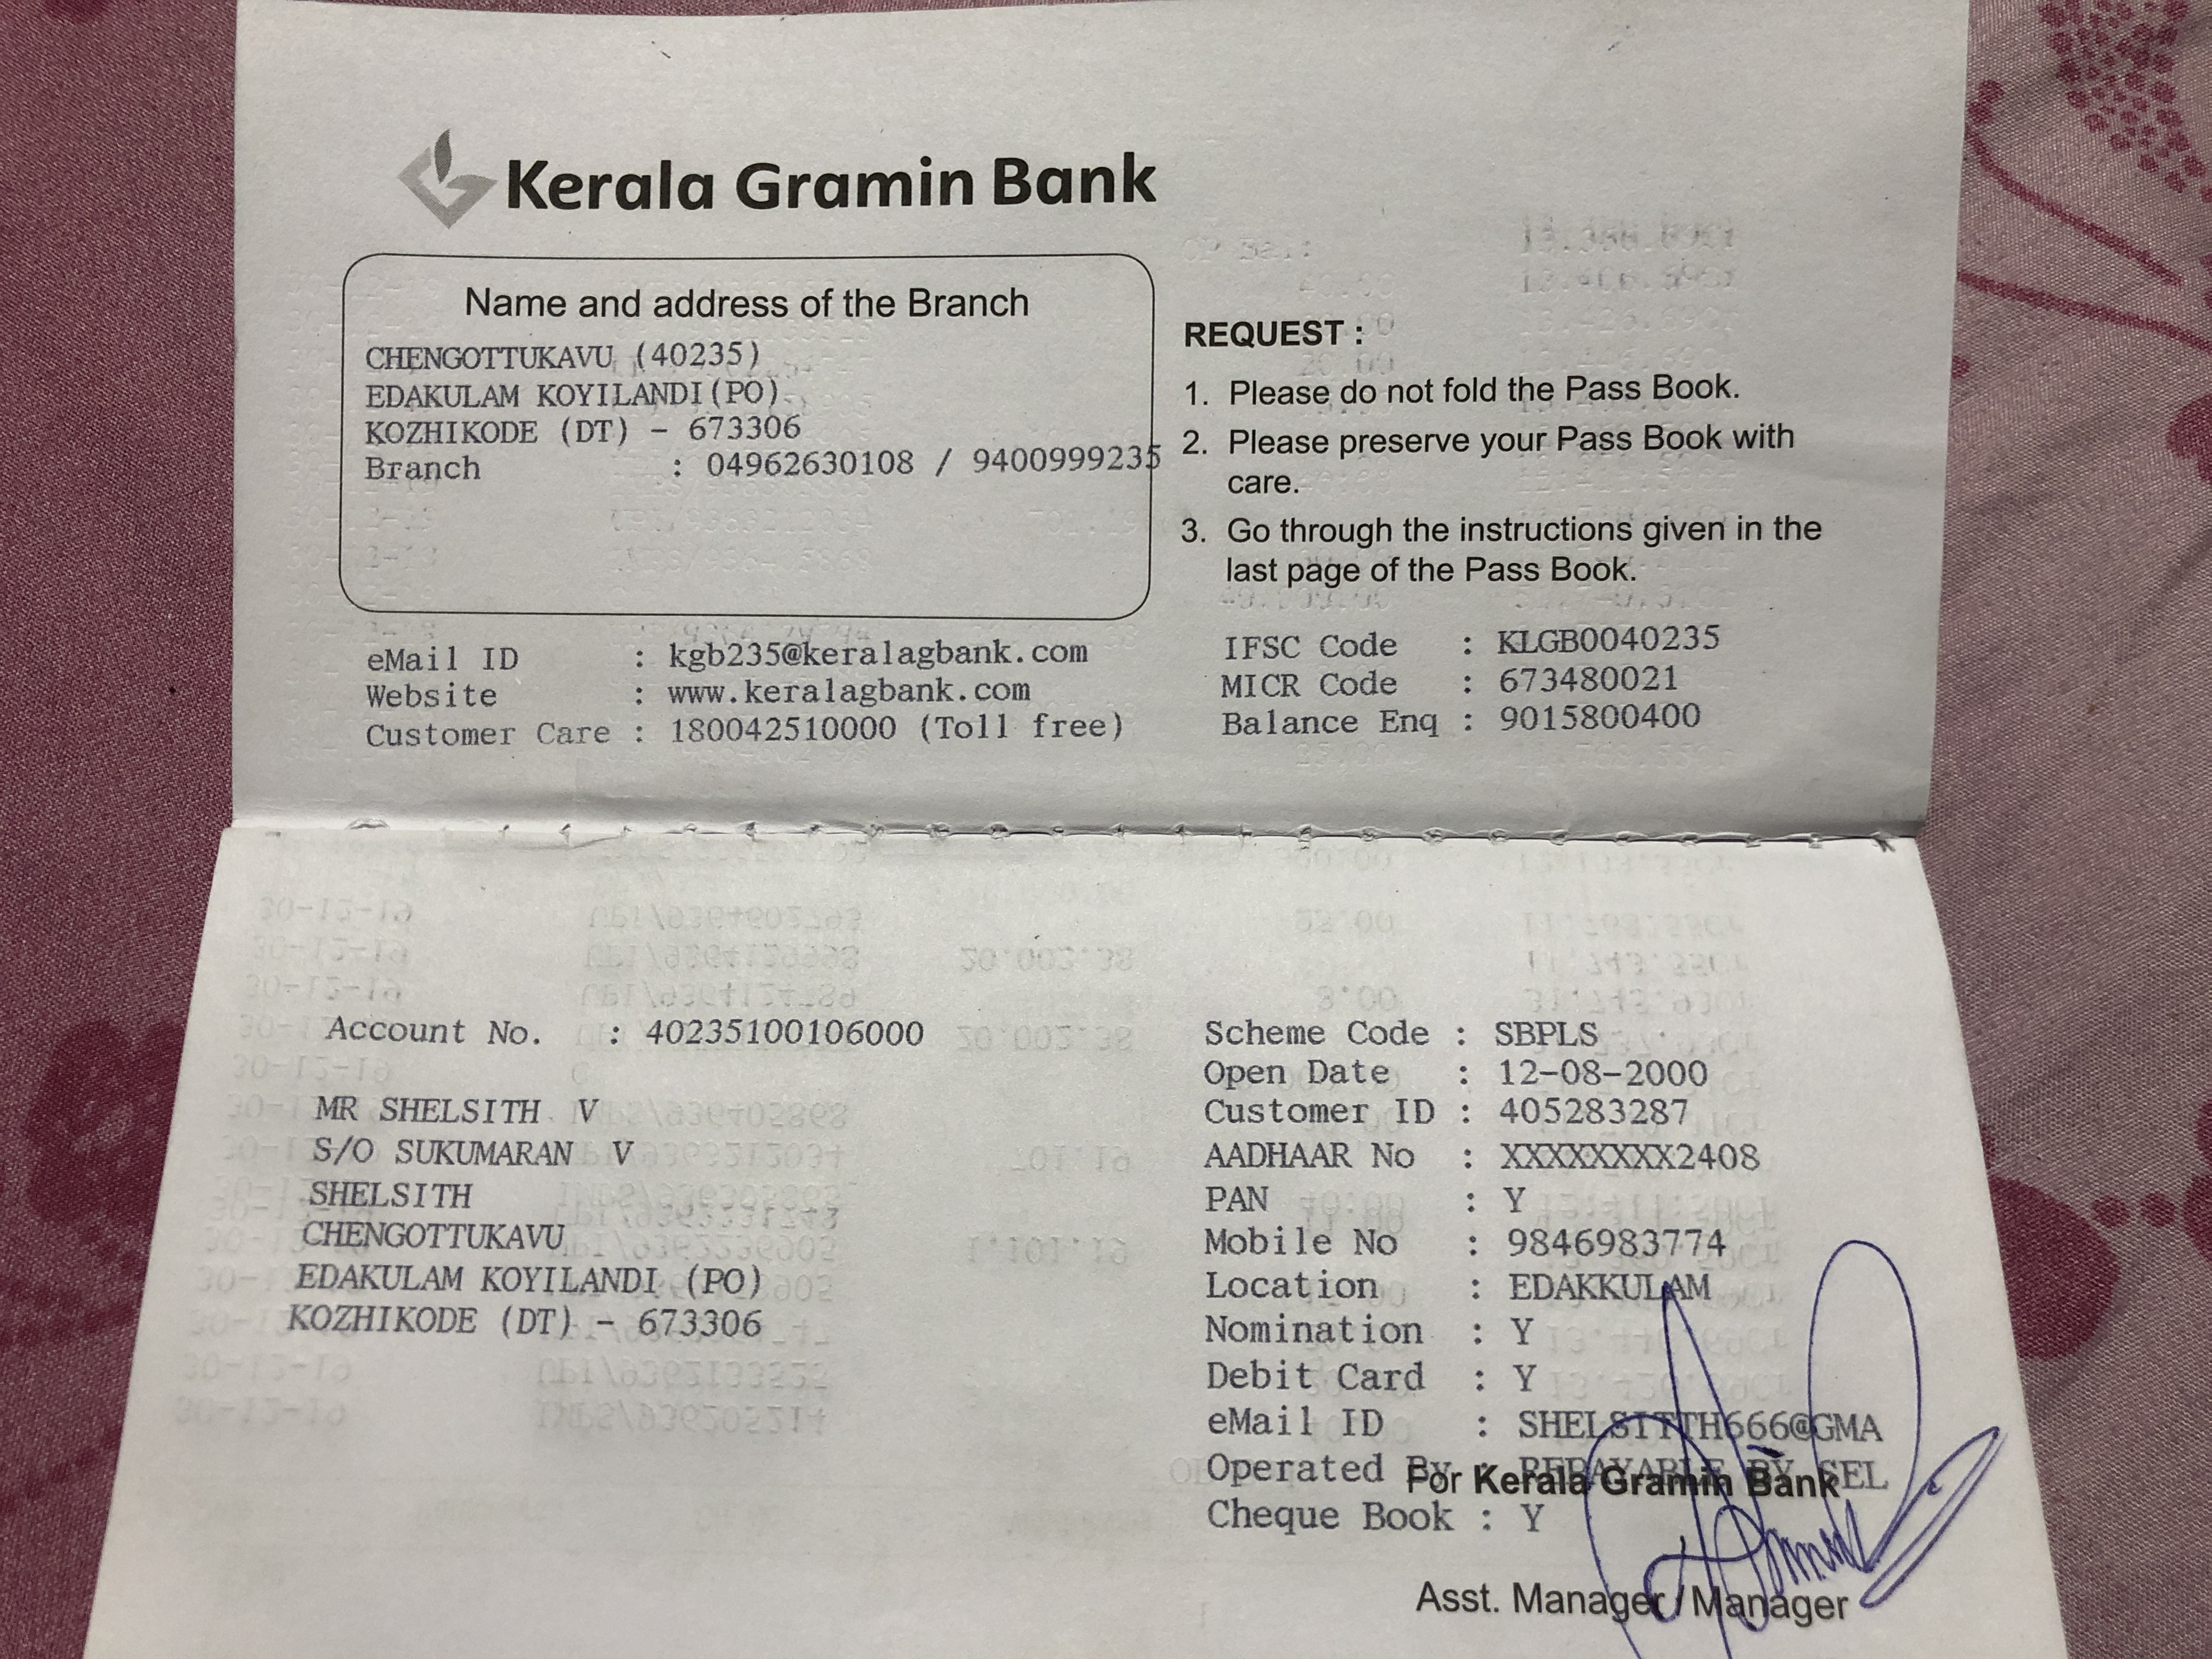 Kerala Gramin Bank
Name and address of the Branch
CHENGOTTUKAVU (40235)
EDAKULAM KOYILANDI(PO)
KOZHIKODE (DT) - 673306
Branch : 04962630108 / 9400999235
eMail ID : kgb235@keralagbank.com
Website : www.keralagbank.com
Customer Care : 180042510000 (Toll free)
REQUEST :
1. Please do not fold the Pass Book.
2. Please preserve your Pass Book with
care.
3. Go through the instructions given in the
last page of the Pass Book.
IFSC Code : KLGB0040235
MICR Code : 673480021
Balance Enq : 9015800400
Account No. : 40235100106000
MR SHELSITH V
S/O SUKUMARAN V
SHELSITH
CHENGOTTUKAVU
EDAKULAM KOYILANDI (PO)
KOZHIKODE (DT) - 673306
Scheme Code : SBPLS
Open Date : 12-08-2000
Customer ID : 405283287
AADHAAR No : XXXXXXXX2408
PAN : Y
Mobile No : 9846983774
Location : EDAKKULAM
Nomination : Y
Debit Card : Y
eMail ID : SHELSITTH666@GMA
Operated BY : REPAYABLE BY SEL
For Kerala Gramin Bank
Cheque Book : Y
Asst. Manager / Manager